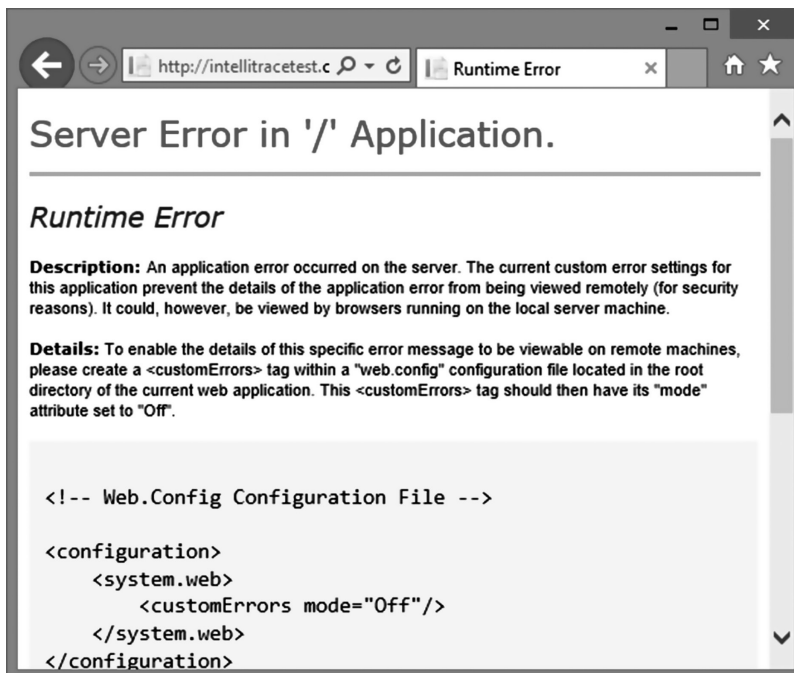 http://intellitracetest.c
Runtime Error
Server Error in '/' Application.
Runtime Error
Description: An application error occurred on the server. The current custom error settings for
this application prevent the details of the application error from being viewed remotely (for security
reasons). It could, however, be viewed by browsers running on the local server machine.
Details: To enable the details of this specific error message to be viewable on remote machines,
please create a <customErrors> tag within a "web.config" configuration file located in the root
directory of the current web application. This <customErrors> tag should then have its "mode"
attribute set to "Off".
<!-- Web.Config Configuration File -->
<configuration>
    <system.web>
        <customErrors mode="Off"/>
    </system.web>
</configuration>